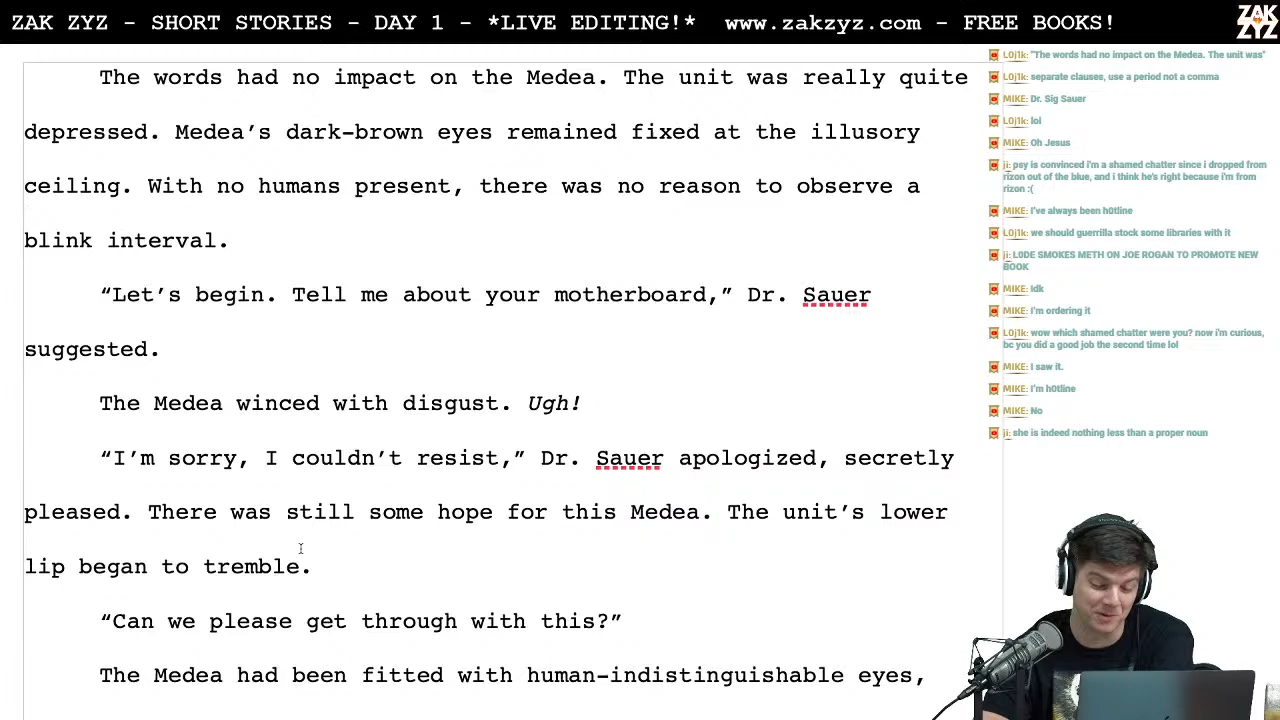 ZAK ZYZ - SHORT STORIES - DAY 1 - *LIVE EDITING!*   www.zakzyz.com - FREE BOOKS!
ZAK
ZYZ
The words had no impact on the Medea. The unit was really quite
depressed. Medea’s dark-brown eyes remained fixed at the illusory
ceiling. With no humans present, there was no reason to observe a
blink interval.
“Let’s begin. Tell me about your motherboard,” Dr. Sauer
suggested.
The Medea winced with disgust. Ugh!
“I’m sorry, I couldn’t resist,” Dr. Sauer apologized, secretly
pleased. There was still some hope for this Medea. The unit’s lower
lip began to tremble.
“Can we please get through with this?”
The Medea had been fitted with human-indistinguishable eyes,
L0j1k: "The words had no impact on the Medea. The unit was"
L0j1k: separate clauses, use a period not a comma
MIKE: Dr. Sig Sauer
L0j1k: lol
MIKE: Oh Jesus
ji: psy is convinced i'm a shamed chatter since i dropped from
rizon out of the blue, and i think he's right because i'm from
rizon :(
MIKE: I've always been h0tline
L0j1k: we should guerrilla stock some libraries with it
ji: L0DE SMOKES METH ON JOE ROGAN TO PROMOTE NEW
BOOK
MIKE: Idk
MIKE: I'm ordering it
L0j1k: wow which shamed chatter were you? now i'm curious,
bc you did a good job the second time lol
MIKE: I saw it.
MIKE: I'm h0tline
MIKE: No
ji: she is indeed nothing less than a proper noun